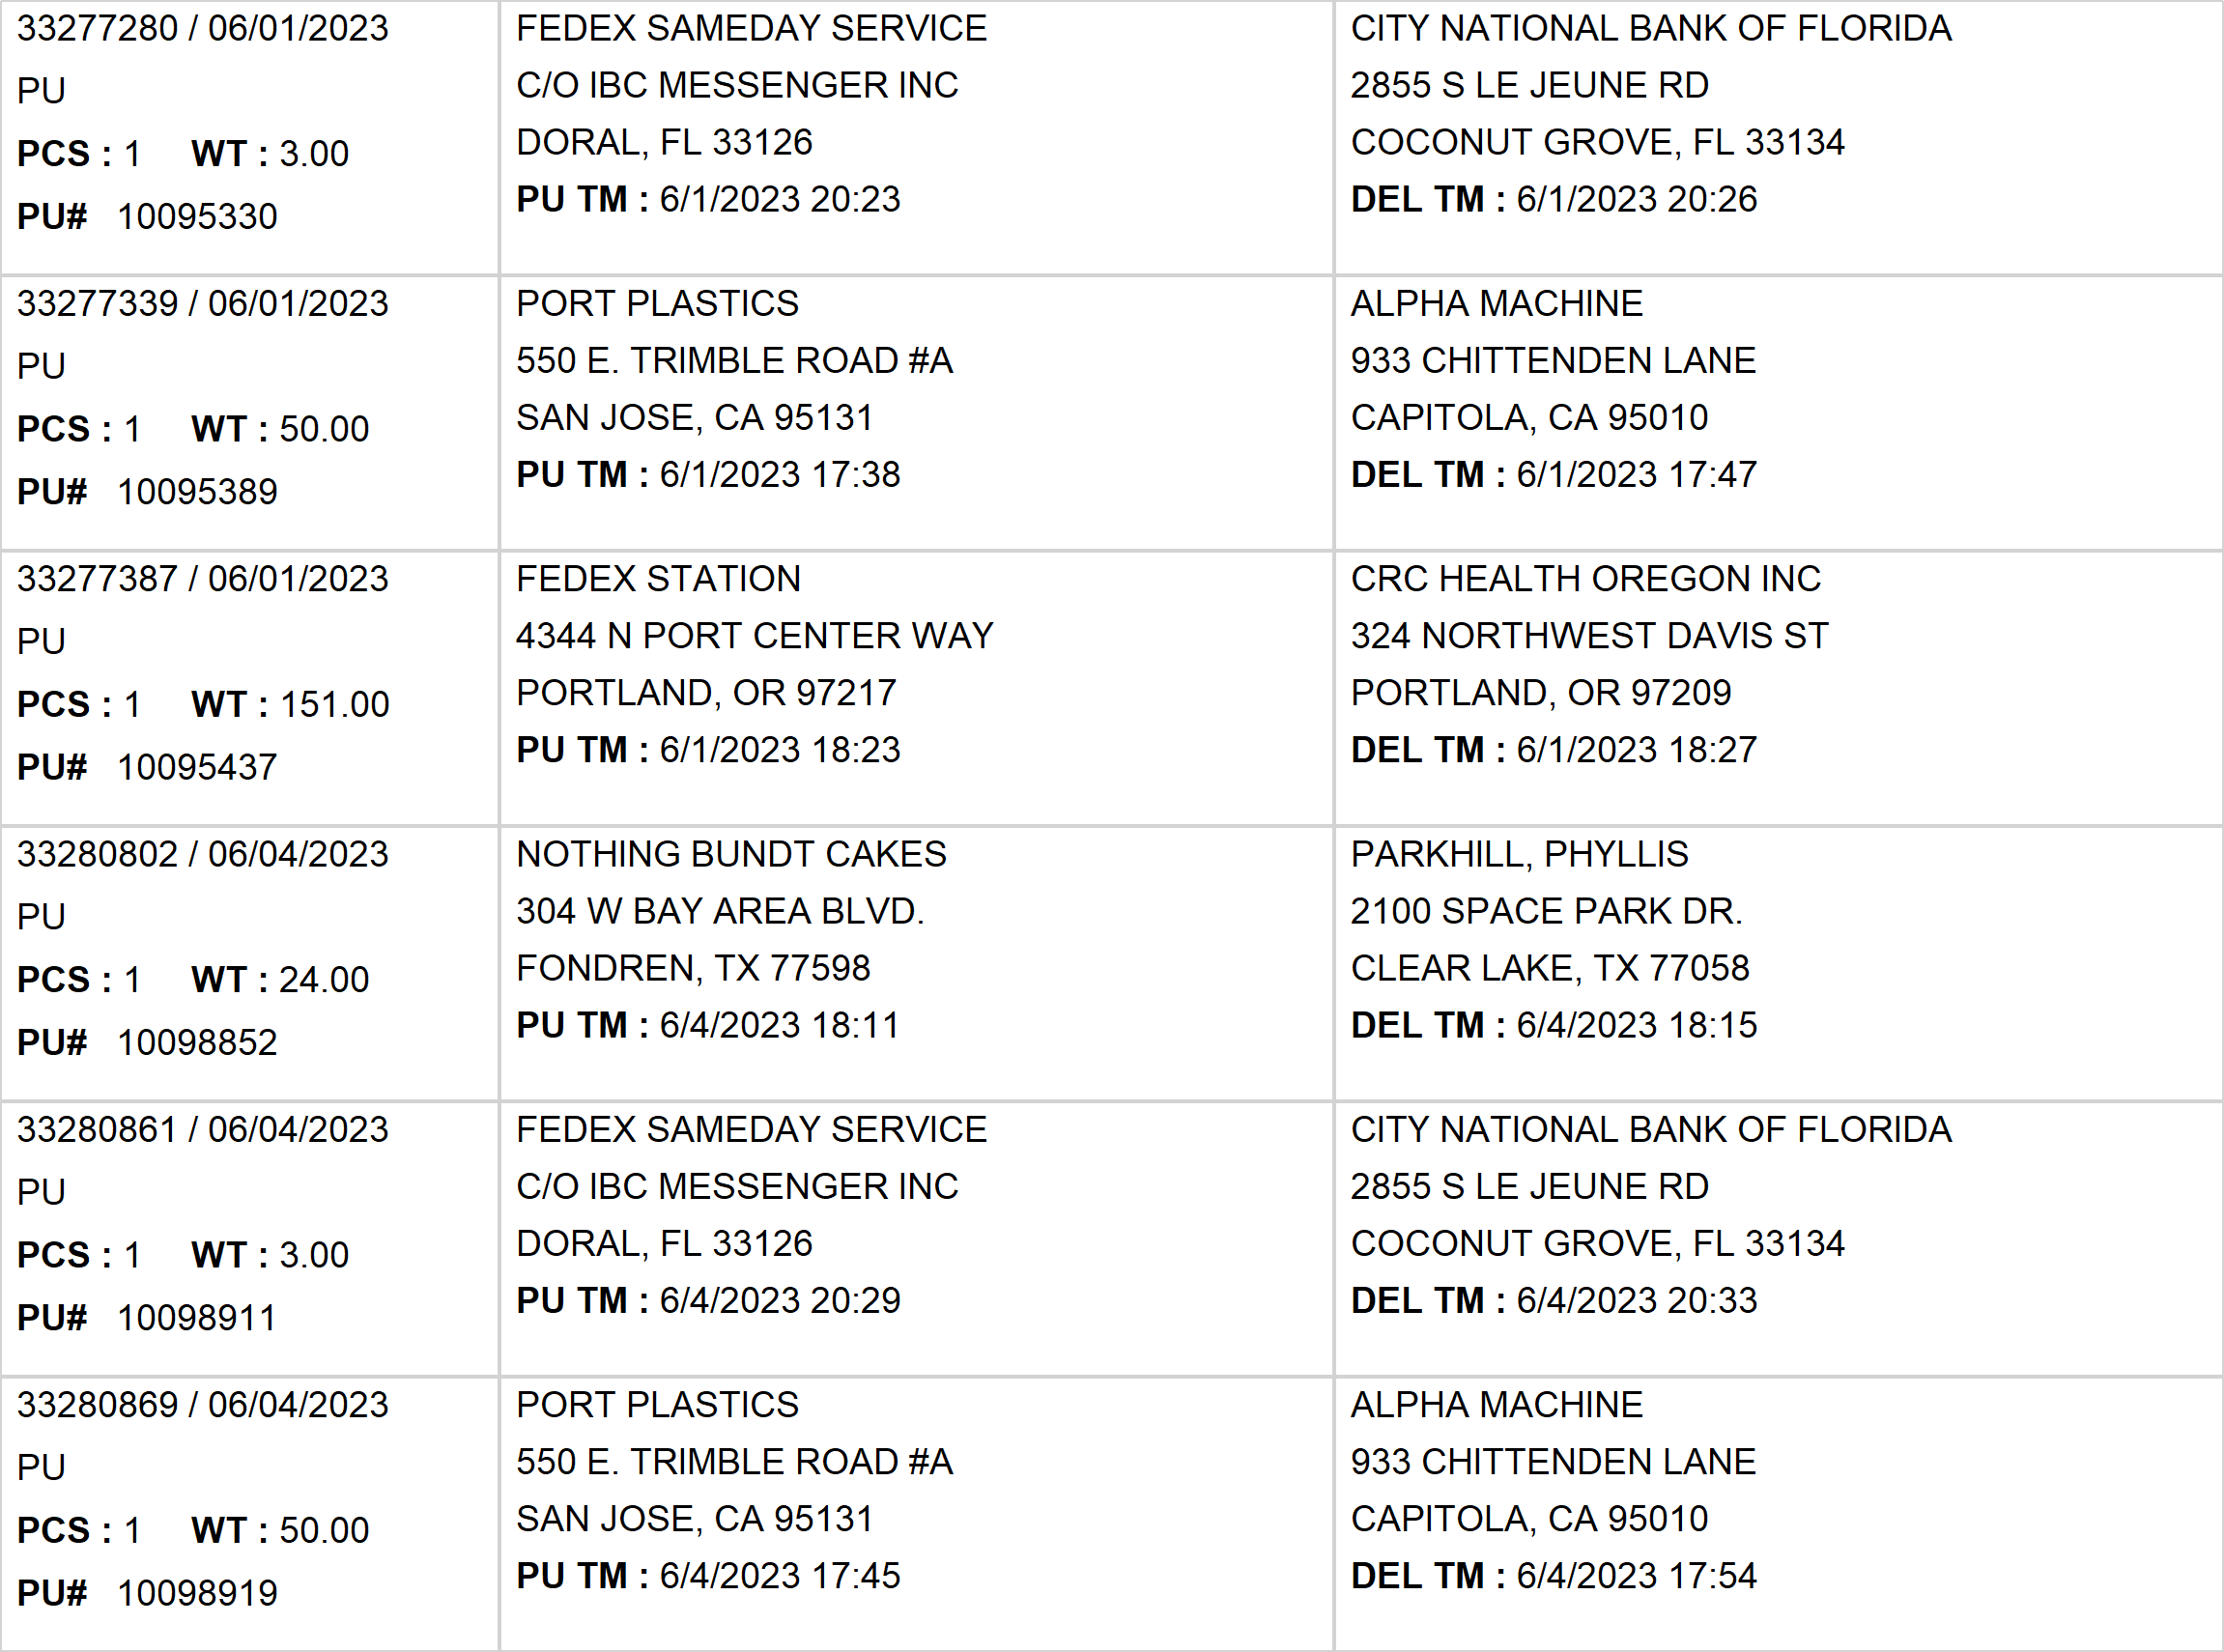 33277280 / 06/01/2023
PU
PCS : 1 WT : 3.00
PU# 10095330
FEDEX SAMEDAY SERVICE
C/O IBC MESSENGER INC
DORAL, FL 33126
PU TM : 6/1/2023 20:23
CITY NATIONAL BANK OF FLORIDA
2855 S LE JEUNE RD
COCONUT GROVE, FL 33134
DEL TM : 6/1/2023 20:26
33277339 / 06/01/2023
PU
PCS : 1 WT : 50.00
PU# 10095389
PORT PLASTICS
550 E. TRIMBLE ROAD #A
SAN JOSE, CA 95131
PU TM : 6/1/2023 17:38
ALPHA MACHINE
933 CHITTENDEN LANE
CAPITOLA, CA 95010
DEL TM : 6/1/2023 17:47
33277387 / 06/01/2023
PU
PCS : 1 WT : 151.00
PU# 10095437
FEDEX STATION
4344 N PORT CENTER WAY
PORTLAND, OR 97217
PU TM : 6/1/2023 18:23
CRC HEALTH OREGON INC
324 NORTHWEST DAVIS ST
PORTLAND, OR 97209
DEL TM : 6/1/2023 18:27
33280802 / 06/04/2023
PU
PCS : 1 WT : 24.00
PU# 10098852
NOTHING BUNDT CAKES
304 W BAY AREA BLVD.
FONDREN, TX 77598
PU TM : 6/4/2023 18:11
PARKHILL, PHYLLIS
2100 SPACE PARK DR.
CLEAR LAKE, TX 77058
DEL TM : 6/4/2023 18:15
33280861 / 06/04/2023
PU
PCS : 1 WT : 3.00
PU# 10098911
FEDEX SAMEDAY SERVICE
C/O IBC MESSENGER INC
DORAL, FL 33126
PU TM : 6/4/2023 20:29
CITY NATIONAL BANK OF FLORIDA
2855 S LE JEUNE RD
COCONUT GROVE, FL 33134
DEL TM : 6/4/2023 20:33
33280869 / 06/04/2023
PU
PCS : 1 WT : 50.00
PU# 10098919
PORT PLASTICS
550 E. TRIMBLE ROAD #A
SAN JOSE, CA 95131
PU TM : 6/4/2023 17:45
ALPHA MACHINE
933 CHITTENDEN LANE
CAPITOLA, CA 95010
DEL TM : 6/4/2023 17:54